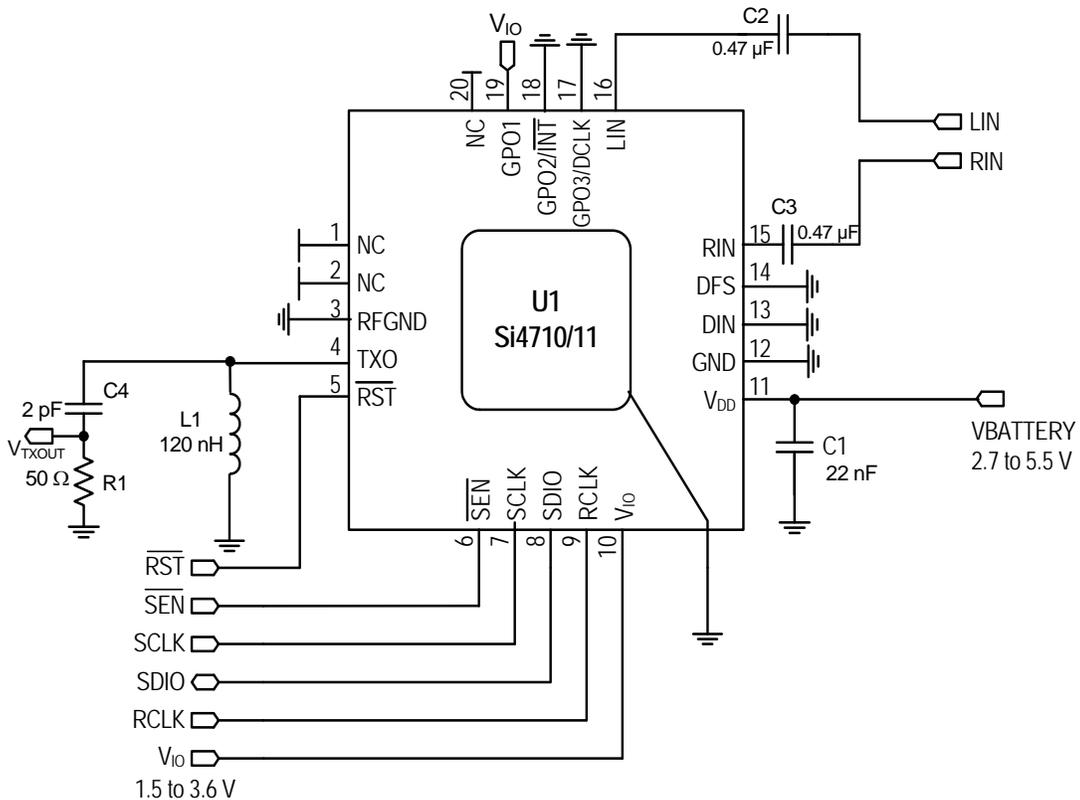 C2
0.47 µF
VIO
20
19
18
17
16
NC
GPO1
GPO2/INT
GPO3/DCLK
LIN
LIN
RIN
C3
0.47 µF
1
NC
2
NC
3
RFGND
4
TXO
5
RST
U1
Si4710/11
RIN
15
DFS
14
DIN
13
GND
12
VDD
11
C4
2 pF
VTXOUT
50 Ω
R1
L1
120 nH
C1
22 nF
VBATTERY
2.7 to 5.5 V
SEN
SCLK
SDIO
RCLK
VIO
6
7
8
9
10
RST
SEN
SCLK
SDIO
RCLK
VIO
1.5 to 3.6 V